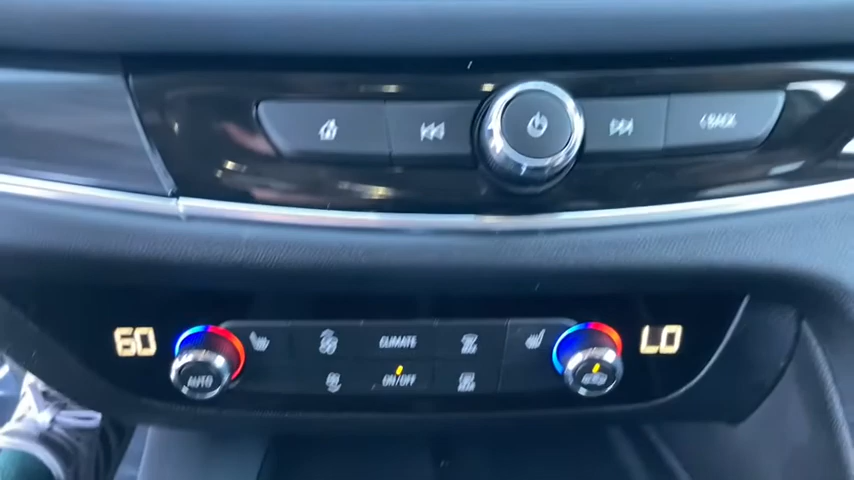 <BACK
60
CLIMATE
LO
AUTO
ON/OFF